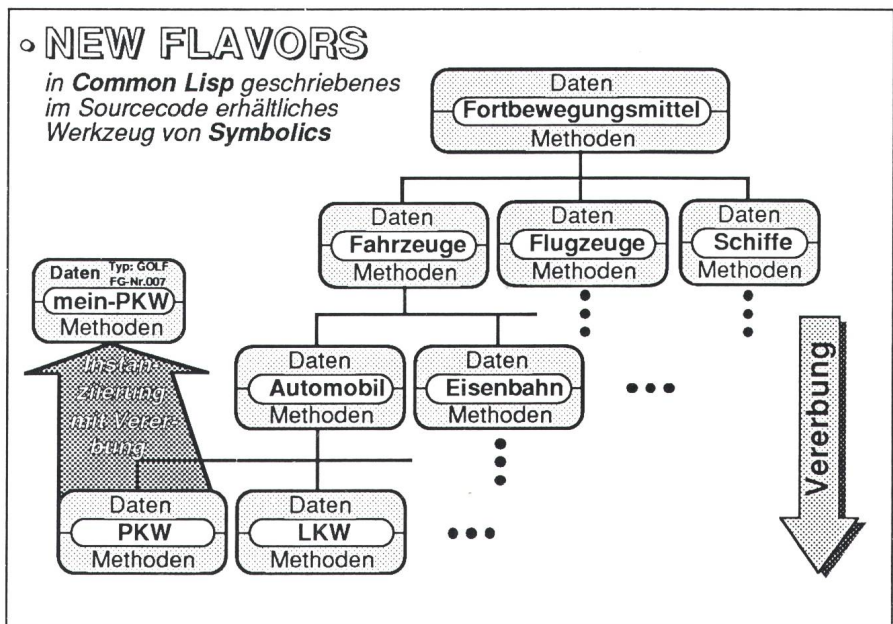 NEW FLAVORS
in Common Lisp geschriebenes
im Sourcecode erhältliches
Werkzeug von Symbolics
Daten
Fortbewegungsmittel
Methoden
Daten
Fahrzeuge
Methoden
Daten
Flugzeuge
Methoden
Daten
Schiffe
Methoden
Daten Typ: GOLF
FG-Nr.007
mein-PKW
Methoden
Instan-
ziierung
mit Verer-
bung
Daten
Automobil
Methoden
Daten
Eisenbahn
Methoden
Daten
PKW
Methoden
Daten
LKW
Methoden
Vererbung